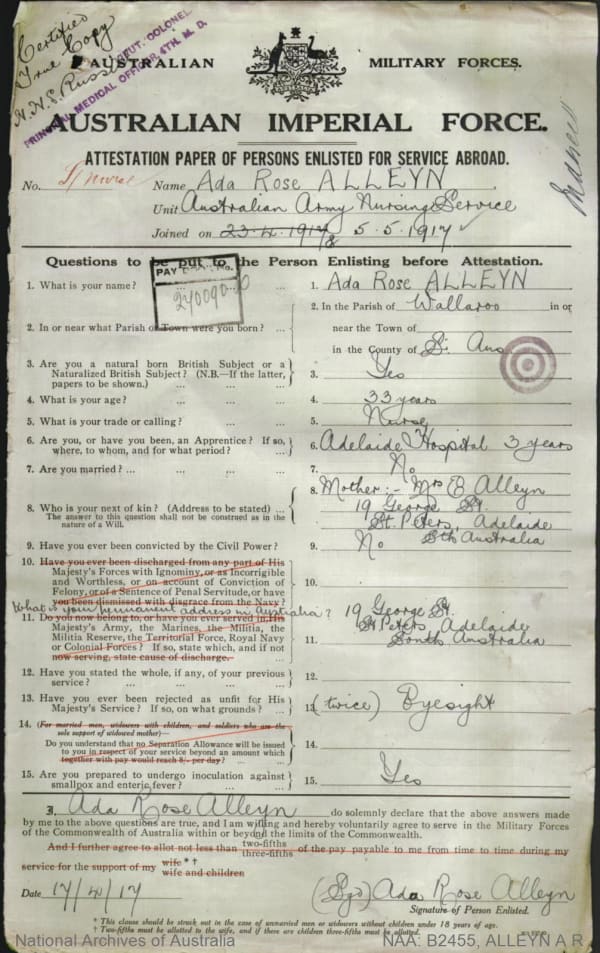 Certified
True Copy
LIEUT. COLONEL
PRINCIPAL MEDICAL OFFICER 4TH. M. D.
AUSTRALIAN MILITARY FORCES.
AUSTRALIAN IMPERIAL FORCE.
ATTESTATION PAPER OF PERSONS ENLISTED FOR SERVICE ABROAD.
No. S/Nurse Name Ada Rose ALLEYN
Unit Australian Army Nursing Service
Joined on 23.4.1917 & 5.5.1917
Questions to be put to the Person Enlisting before Attestation.
PAY
240090
1. What is your name? ... ... ... 1. Ada Rose ALLEYN
2. In or near what Parish or Town were you born? ... 2. In the Parish of Wallaroo in or
near the Town of
in the County of S. Aus
3. Are you a natural born British Subject or a
Naturalized British Subject? (N.B.—If the latter,
papers to be shown.) ... ... ... 3. Yes
4. What is your age? ... ... ... 4. 33 years
5. What is your trade or calling? ... ... 5. Nurse
6. Are you, or have you been, an Apprentice? If so,
where, to whom, and for what period? ... 6. Adelaide Hospital 3 years
7. Are you married? ... ... ... ... 7. No
8. Who is your next of kin? (Address to be stated) ...
The answer to this question shall not be construed as in the
nature of a Will.
8. Mother:- Mrs E Alleyn
19 George St.
St. Peters, Adelaide
Sth Australia
9. Have you ever been convicted by the Civil Power? 9. No
10. Have you ever been discharged from any part of His
Majesty's Forces with Ignominy, or as Incorrigible
and Worthless, or on account of Conviction of
Felony, or of a Sentence of Penal Servitude, or have
you been dismissed with disgrace from the Navy?
10.
What is your permanent address in Australia?
11. Do you now belong to, or have you ever served in, His
Majesty's Army, the Marines, the Militia, the
Militia Reserve, the Territorial Force, Royal Navy
or Colonial Forces? If so, state which, and if not
now serving, state cause of discharge.
11. 19 George St.
St Peters, Adelaide
South Australia
12. Have you stated the whole, if any, of your previous
service? ... ... ... ... 12.
13. Have you ever been rejected as unfit for His
Majesty's Service? If so, on what grounds? ... 13. (twice) Eyesight
14. (For married men, widowers with children, and soldiers who are the
sole support of widowed mother)—
Do you understand that no Separation Allowance will be issued
to you in respect of your service beyond an amount which
together with pay would reach 8/- per day? ...
14.
15. Are you prepared to undergo inoculation against
smallpox and enteric fever? ... ... 15. Yes
I, Ada Rose Alleyn do solemnly declare that the above answers made
by me to the above questions are true, and I am willing and hereby voluntarily agree to serve in the Military Forces
of the Commonwealth of Australia within or beyond the limits of the Commonwealth.
And I further agree to allot not less than two-fifths three-fifths of the pay payable to me from time to time during my
service for the support of my wife * † wife and children
Date 17/4/17 (Sgd) Ada Rose Alleyn
Signature of Person Enlisted.
* This clause should be struck out in the case of unmarried men or widowers without children under 18 years of age.
† Two-fifths must be allotted to the wife, and if there are children three-fifths must be allotted.
National Archives of Australia NAA: B2455, ALLEYN A R